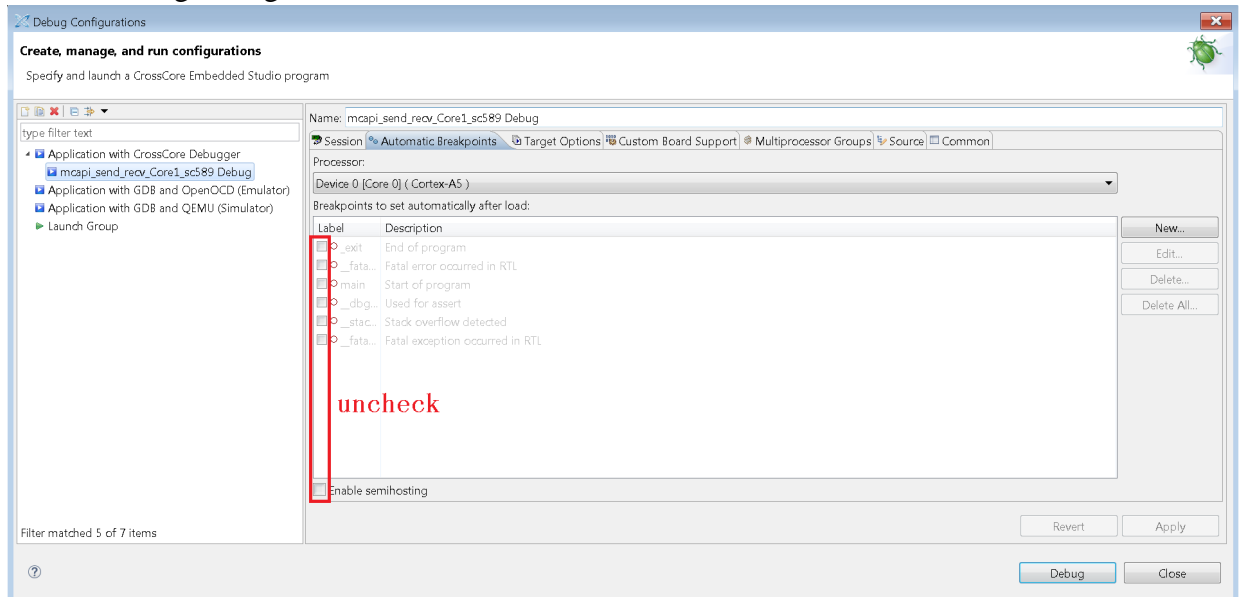 Debug Configurations
Create, manage, and run configurations
Specify and launch a CrossCore Embedded Studio program
type filter text
Application with CrossCore Debugger
mcapi_send_recv_Core1_sc589 Debug
Application with GDB and OpenOCD (Emulator)
Application with GDB and QEMU (Simulator)
Launch Group
Filter matched 5 of 7 items
Name: mcapi_send_recv_Core1_sc589 Debug
Session Automatic Breakpoints Target Options Custom Board Support Multiprocessor Groups Source Common
Processor:
Device 0 [Core 0] ( Cortex-A5 )
Breakpoints to set automatically after load:
Label Description
_exit End of program
__fata... Fatal error occurred in RTL
main Start of program
__dbg... Used for assert
__stac... Stack overflow detected
__fata... Fatal exception occurred in RTL
uncheck
Enable semihosting
New...
Edit...
Delete...
Delete All...
Revert Apply
Debug Close